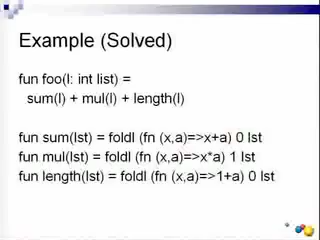 Example (Solved)
fun foo(l: int list) =
sum(l) + mul(l) + length(l)
fun sum(lst) = foldl (fn (x,a)=>x+a) 0 lst
fun mul(lst) = foldl (fn (x,a)=>x*a) 1 lst
fun length(lst) = foldl (fn (x,a)=>1+a) 0 lst